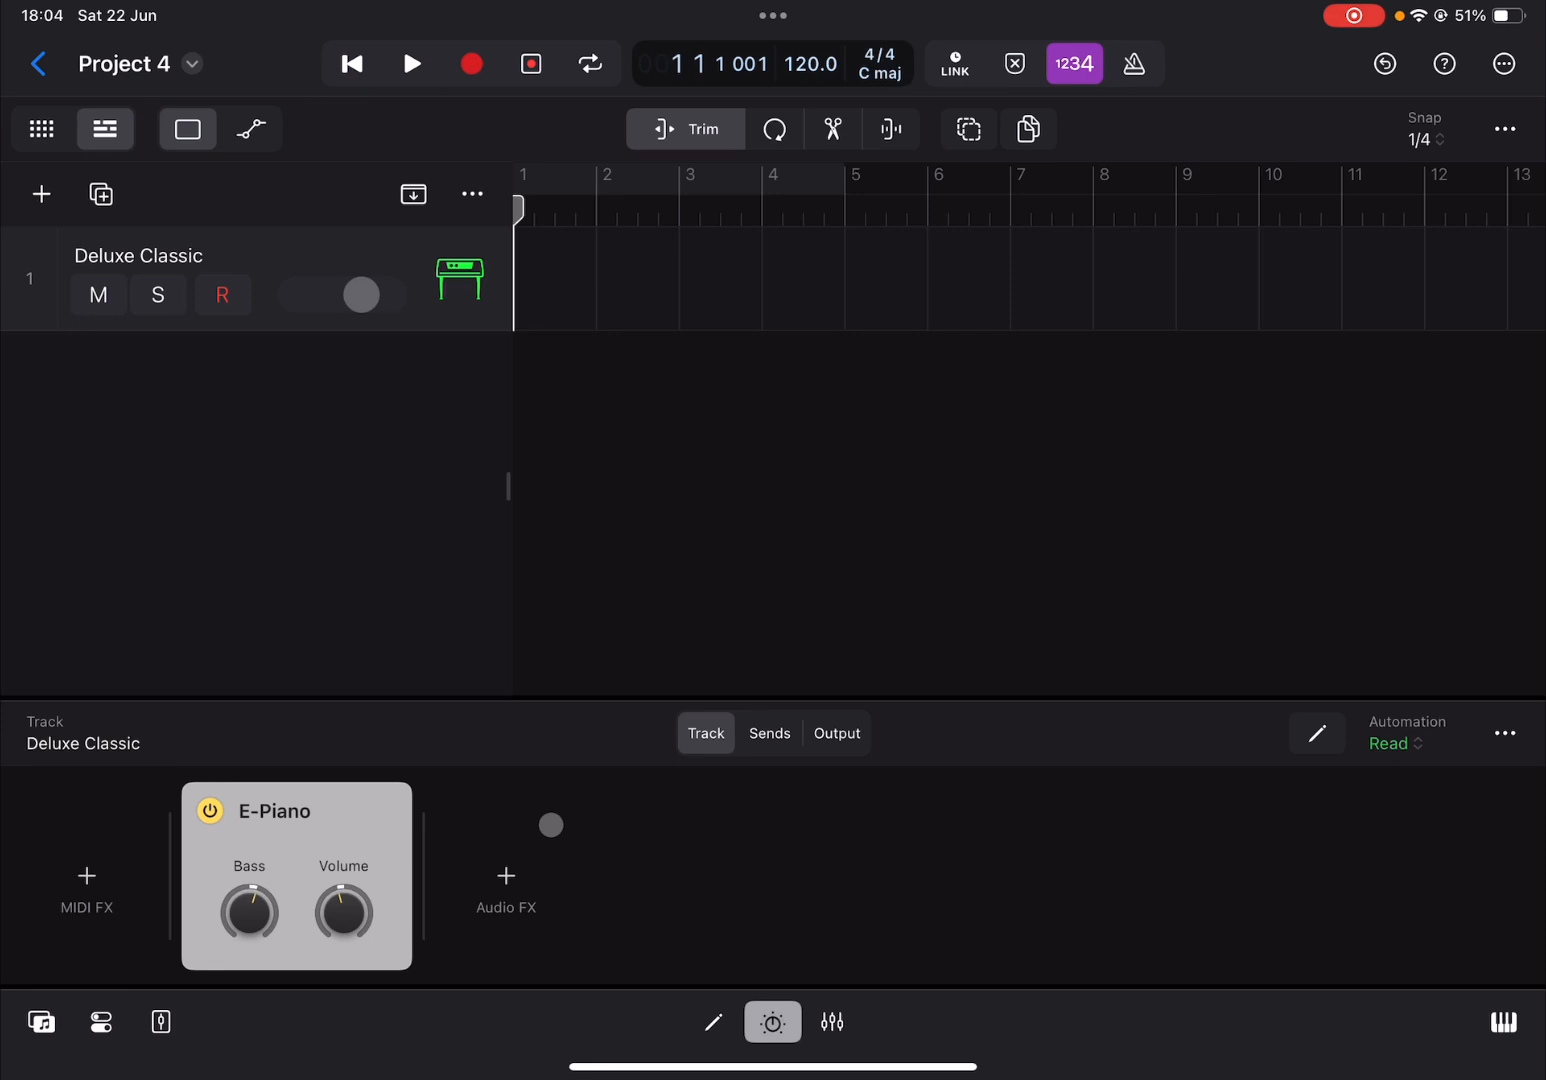 18:04 Sat 22 Jun
51%
Project 4
1 1 1 001 120.0 4/4 C maj
LINK
1234
Trim
Snap
1/4
1 2 3 4 5 6 7 8 9 10 11 12 13
1
Deluxe Classic
M S R
Track
Deluxe Classic
Track Sends Output
Automation
Read
E-Piano
Bass Volume
MIDI FX
Audio FX